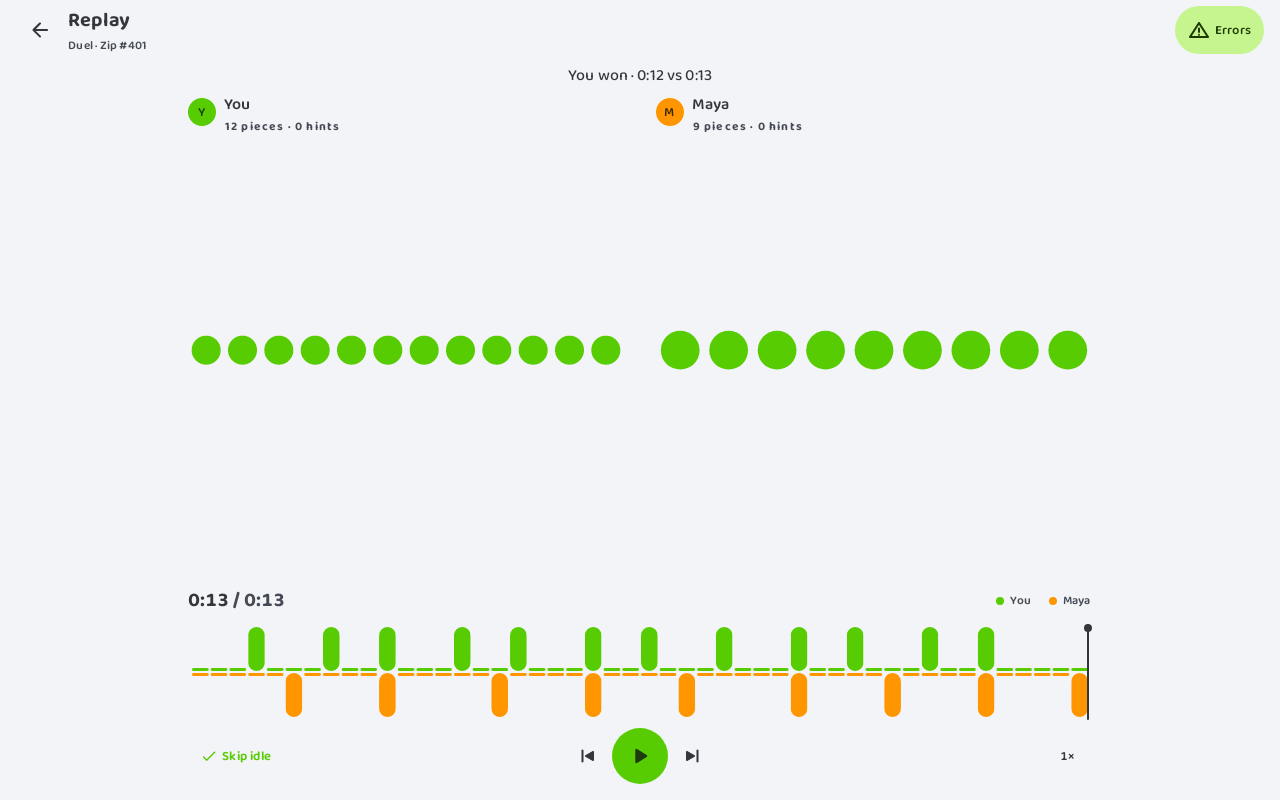 Replay
Duel · Zip #401
Errors
You won · 0:12 vs 0:13
Y
You
12 pieces · 0 hints
M
Maya
9 pieces · 0 hints
0:13 / 0:13
You
Maya
Skip idle
1×